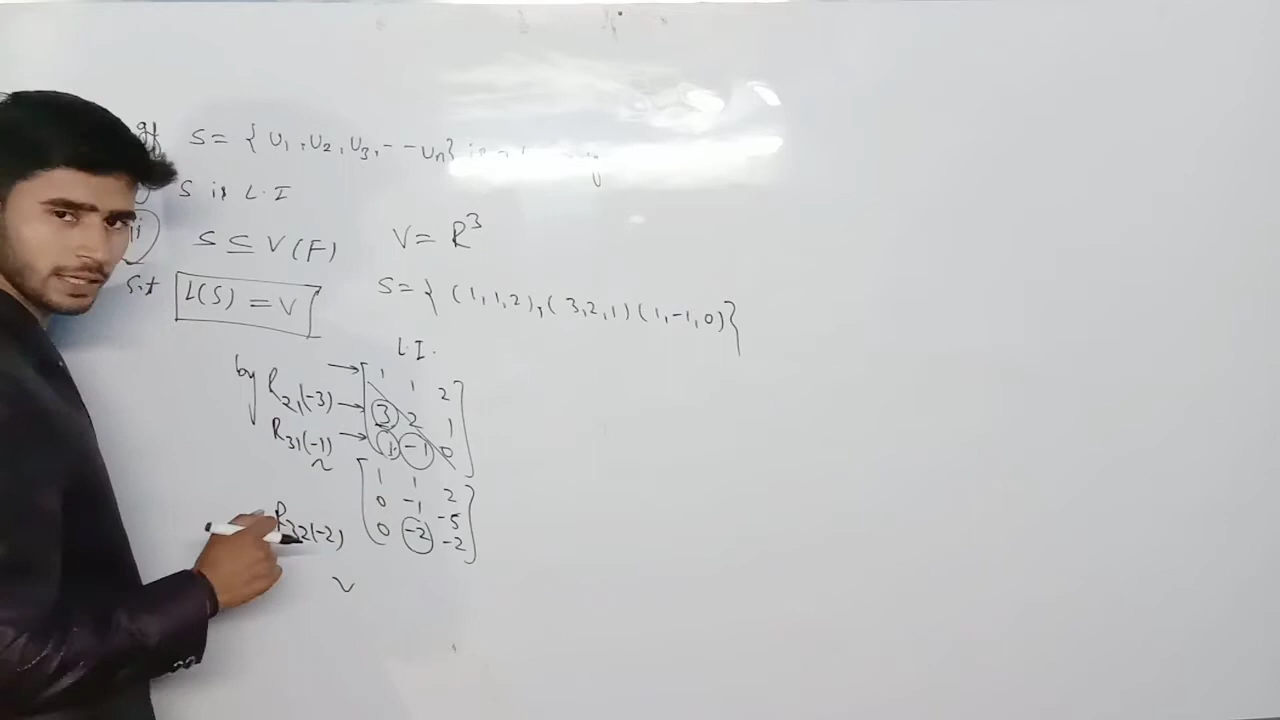 If S = { U1, U2, U3, - - Un} is
S is L.I
ii
S ⊆ V(F)
V = R^3
S.t L(S) = V
S = { (1,1,2), (3,2,1) (1,-1,0)}
L.I.
by R21(-3)
R31(-1)
~
1 1 2
3 2 1
1 -1 0
R32(-2)
~
1 1 2
0 -1 -5
0 -2 -2